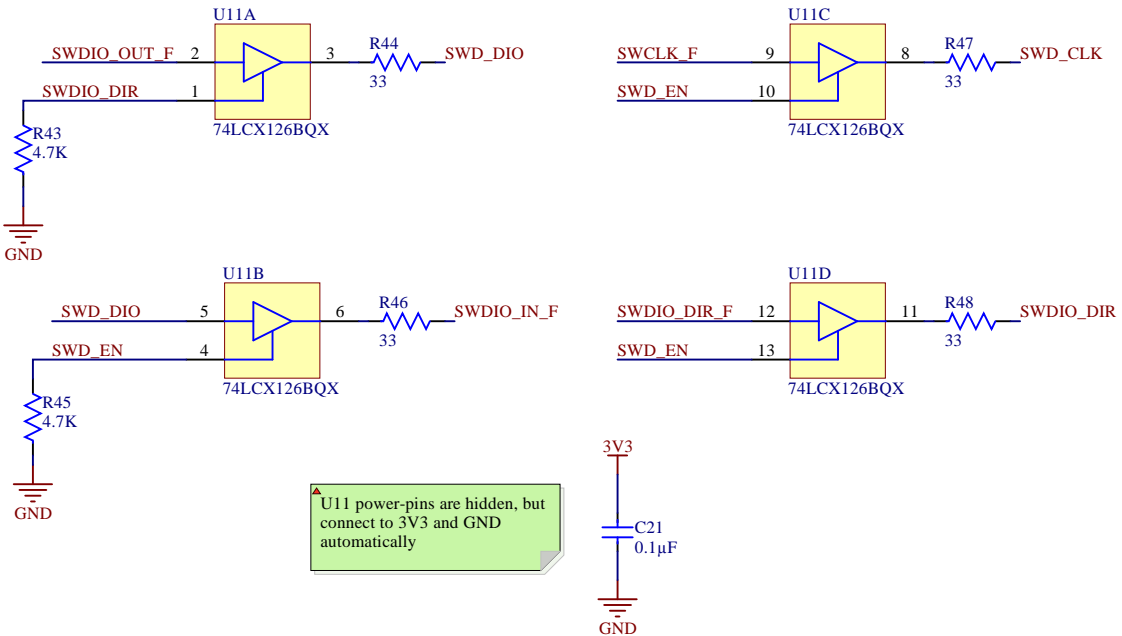 U11A
SWDIO_OUT_F 2 3 R44 SWD_DIO
33
SWDIO_DIR 1
74LCX126BQX
R43
4.7K
GND
U11C
SWCLK_F 9 8 R47 SWD_CLK
33
SWD_EN 10
74LCX126BQX
U11B
SWD_DIO 5 6 R46 SWDIO_IN_F
33
SWD_EN 4
74LCX126BQX
R45
4.7K
GND
U11D
SWDIO_DIR_F 12 11 R48 SWDIO_DIR
33
SWD_EN 13
74LCX126BQX
U11 power-pins are hidden, but
connect to 3V3 and GND
automatically
3V3
C21
0.1µF
GND